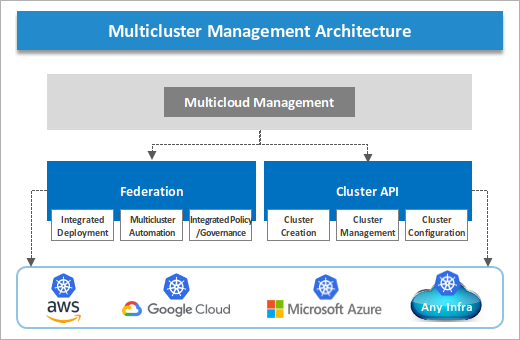 Multicluster Management Architecture
Multicloud Management
Federation
Integrated
Deployment
Multicluster
Automation
Integrated Policy
/Governance
Cluster API
Cluster
Creation
Cluster
Management
Cluster
Configuration
aws
Google Cloud
Microsoft Azure
Any Infra